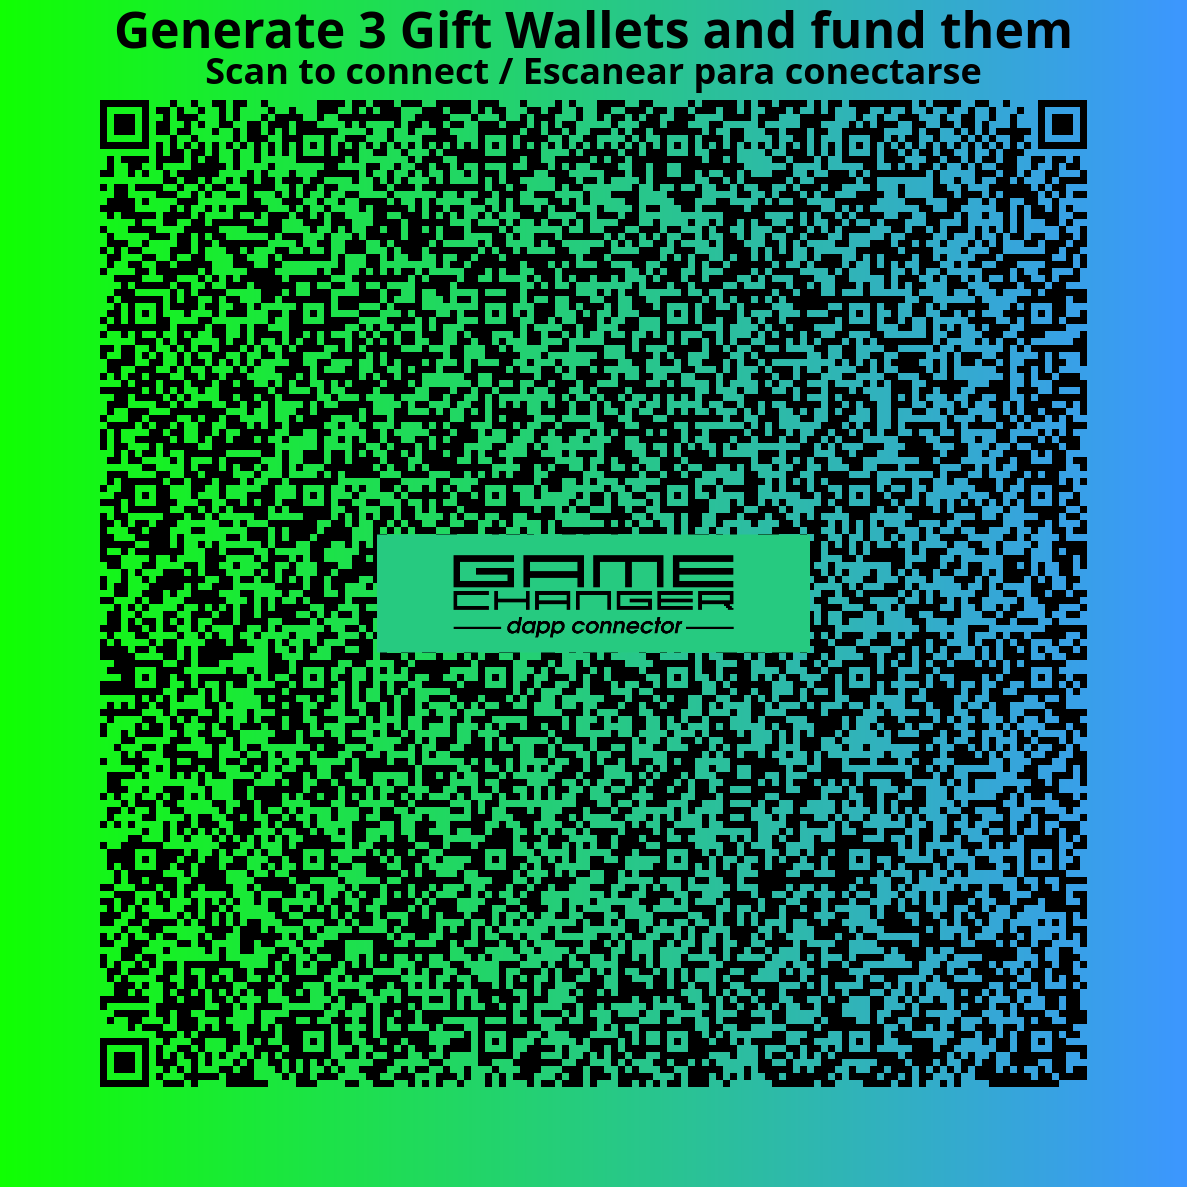 Generate 3 Gift Wallets and fund them
Scan to connect / Escanear para conectarse
GAME
CHANGER
dapp connector